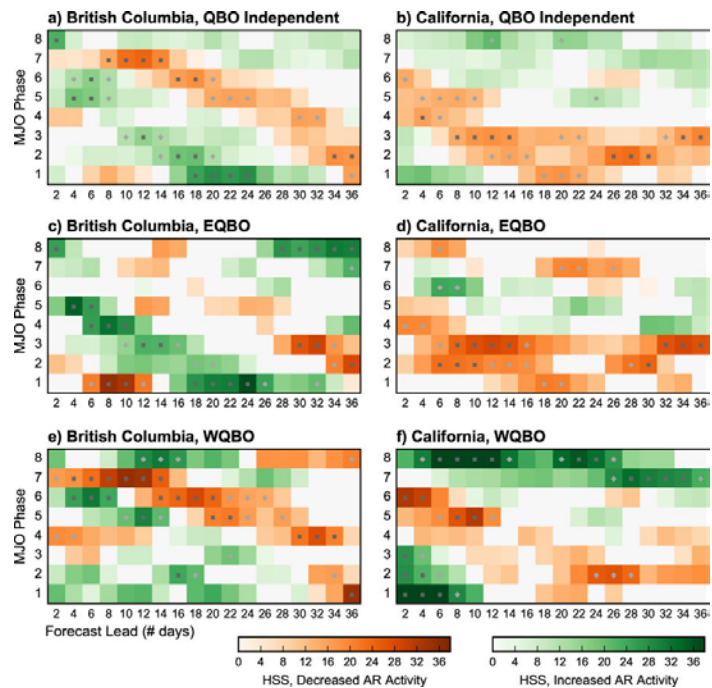 a) British Columbia, QBO Independent
b) California, QBO Independent
MJO Phase
8
7
6
5
4
3
2
1
2 4 6 8 10 12 14 16 18 20 22 24 26 28 30 32 34 36
2 4 6 8 10 12 14 16 18 20 22 24 26 28 30 32 34 36
c) British Columbia, EQBO
d) California, EQBO
MJO Phase
8
7
6
5
4
3
2
1
2 4 6 8 10 12 14 16 18 20 22 24 26 28 30 32 34 36
2 4 6 8 10 12 14 16 18 20 22 24 26 28 30 32 34 36
e) British Columbia, WQBO
f) California, WQBO
MJO Phase
8
7
6
5
4
3
2
1
2 4 6 8 10 12 14 16 18 20 22 24 26 28 30 32 34 36
2 4 6 8 10 12 14 16 18 20 22 24 26 28 30 32 34 36
Forecast Lead (# days)
0 4 8 12 16 20 24 28 32 36
HSS, Decreased AR Activity
0 4 8 12 16 20 24 28 32 36
HSS, Increased AR Activity